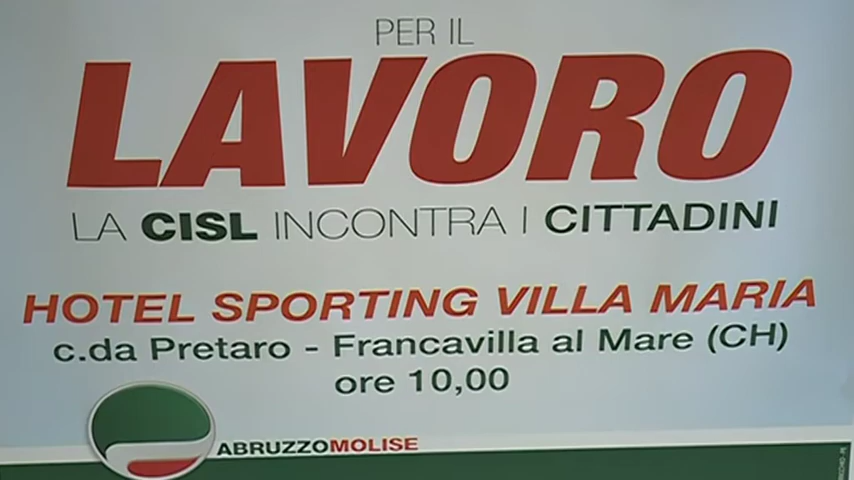 PER IL
LAVORO
LA CISL INCONTRA I CITTADINI
HOTEL SPORTING VILLA MARIA
c.da Pretaro - Francavilla al Mare (CH)
ore 10,00
ABRUZZOMOLISE